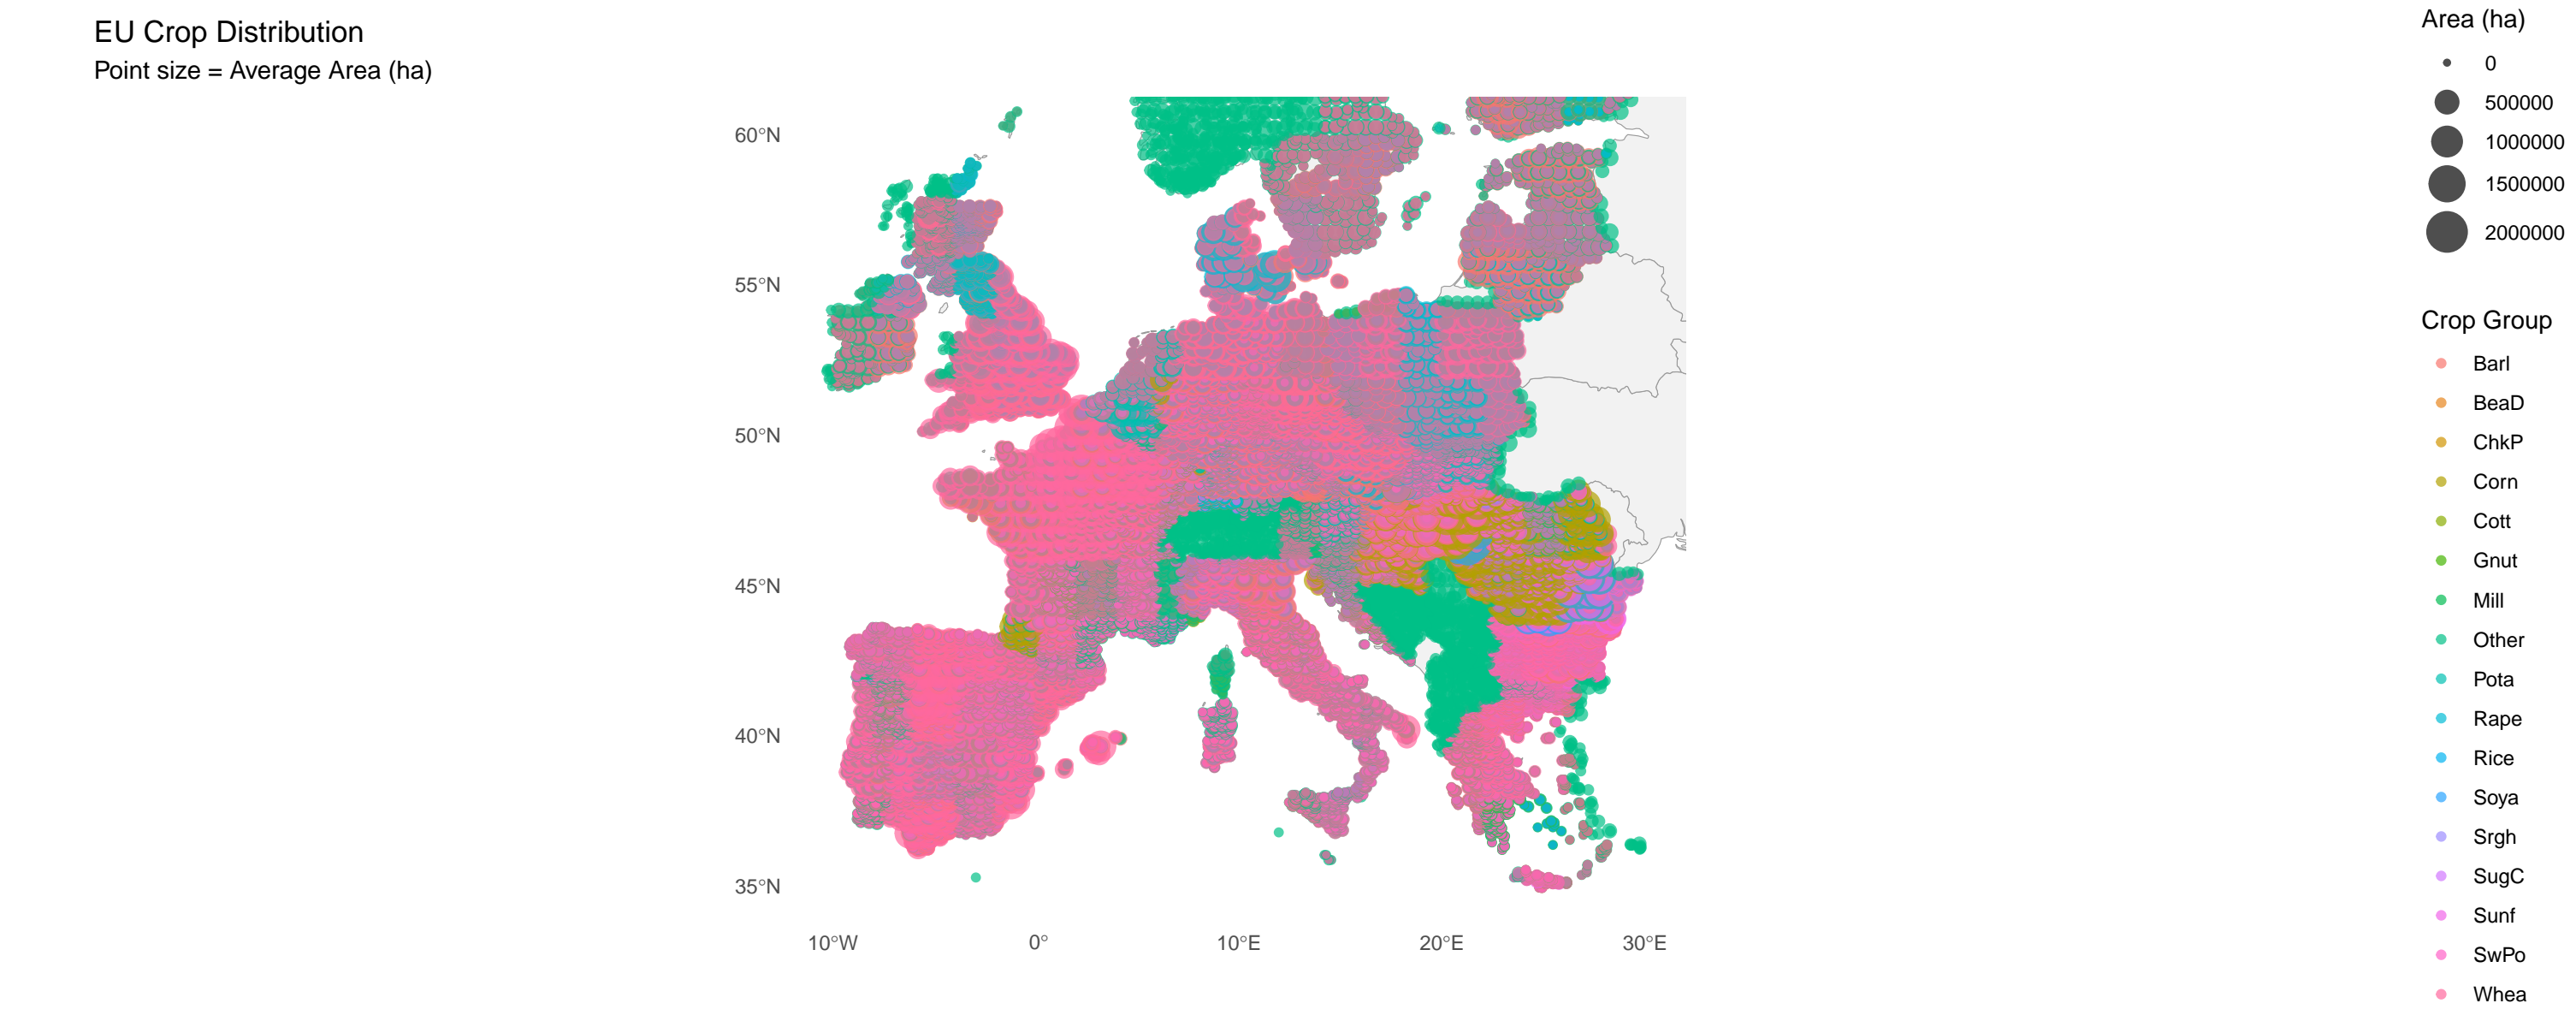 EU Crop Distribution
Point size = Average Area (ha)
60°N
55°N
50°N
45°N
40°N
35°N
10°W
0°
10°E
20°E
30°E
Area (ha)
0
500000
1000000
1500000
2000000
Crop Group
Barl
BeaD
ChkP
Corn
Cott
Gnut
Mill
Other
Pota
Rape
Rice
Soya
Srgh
SugC
Sunf
SwPo
Whea